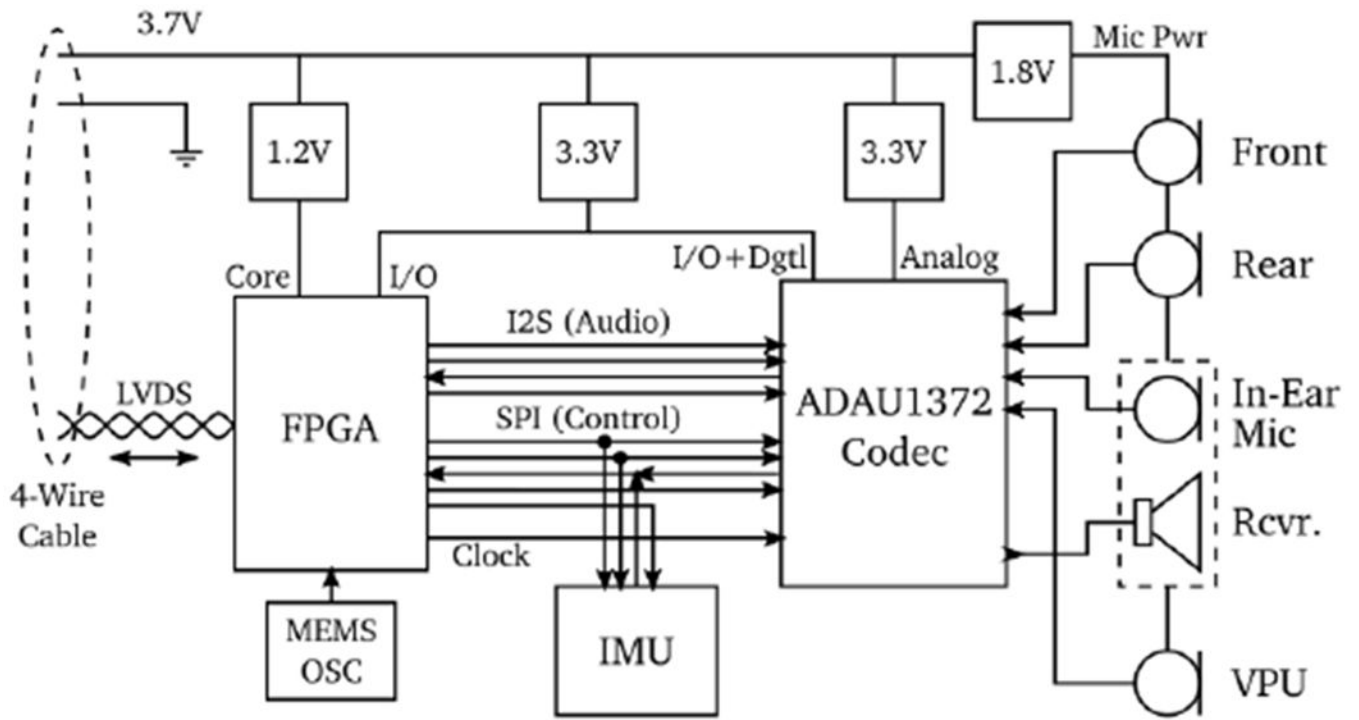 3.7V
Mic Pwr
1.8V
1.2V
3.3V
3.3V
Front
Rear
Core
I/O
I/O+Dgtl
Analog
I2S (Audio)
LVDS
FPGA
SPI (Control)
ADAU1372
Codec
In-Ear
Mic
4-Wire
Cable
Rcvr.
Clock
MEMS
OSC
IMU
VPU